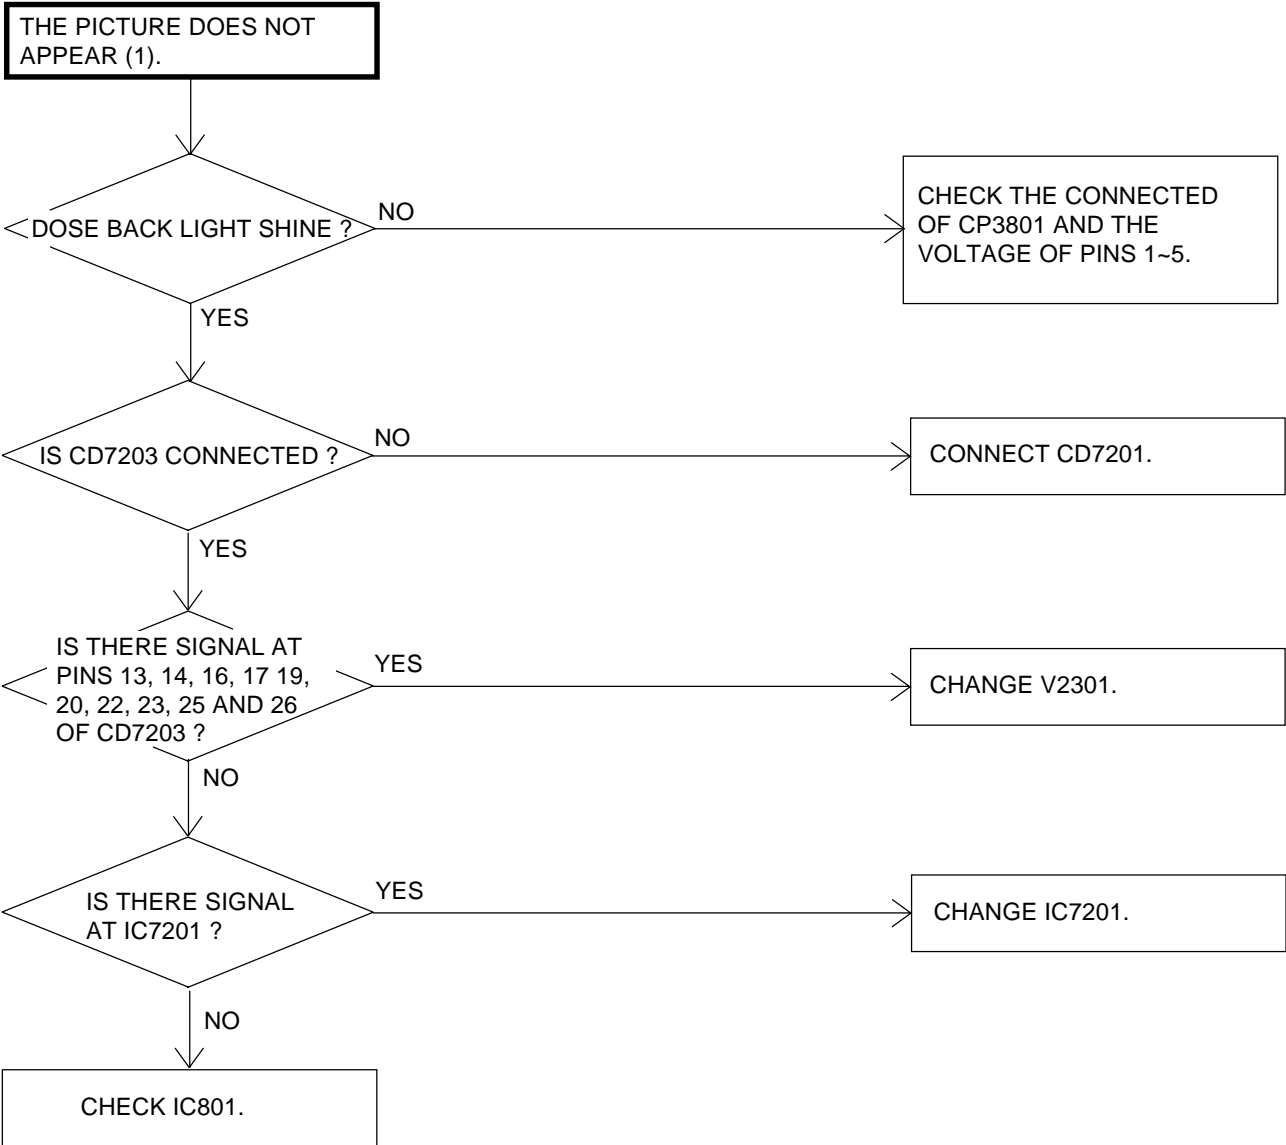 THE PICTURE DOES NOT
APPEAR (1).
DOSE BACK LIGHT SHINE ?
NO
CHECK THE CONNECTED
OF CP3801 AND THE
VOLTAGE OF PINS 1~5.
YES
IS CD7203 CONNECTED ?
NO
CONNECT CD7201.
YES
IS THERE SIGNAL AT
PINS 13, 14, 16, 17 19,
20, 22, 23, 25 AND 26
OF CD7203 ?
YES
CHANGE V2301.
NO
IS THERE SIGNAL
AT IC7201 ?
YES
CHANGE IC7201.
NO
CHECK IC801.